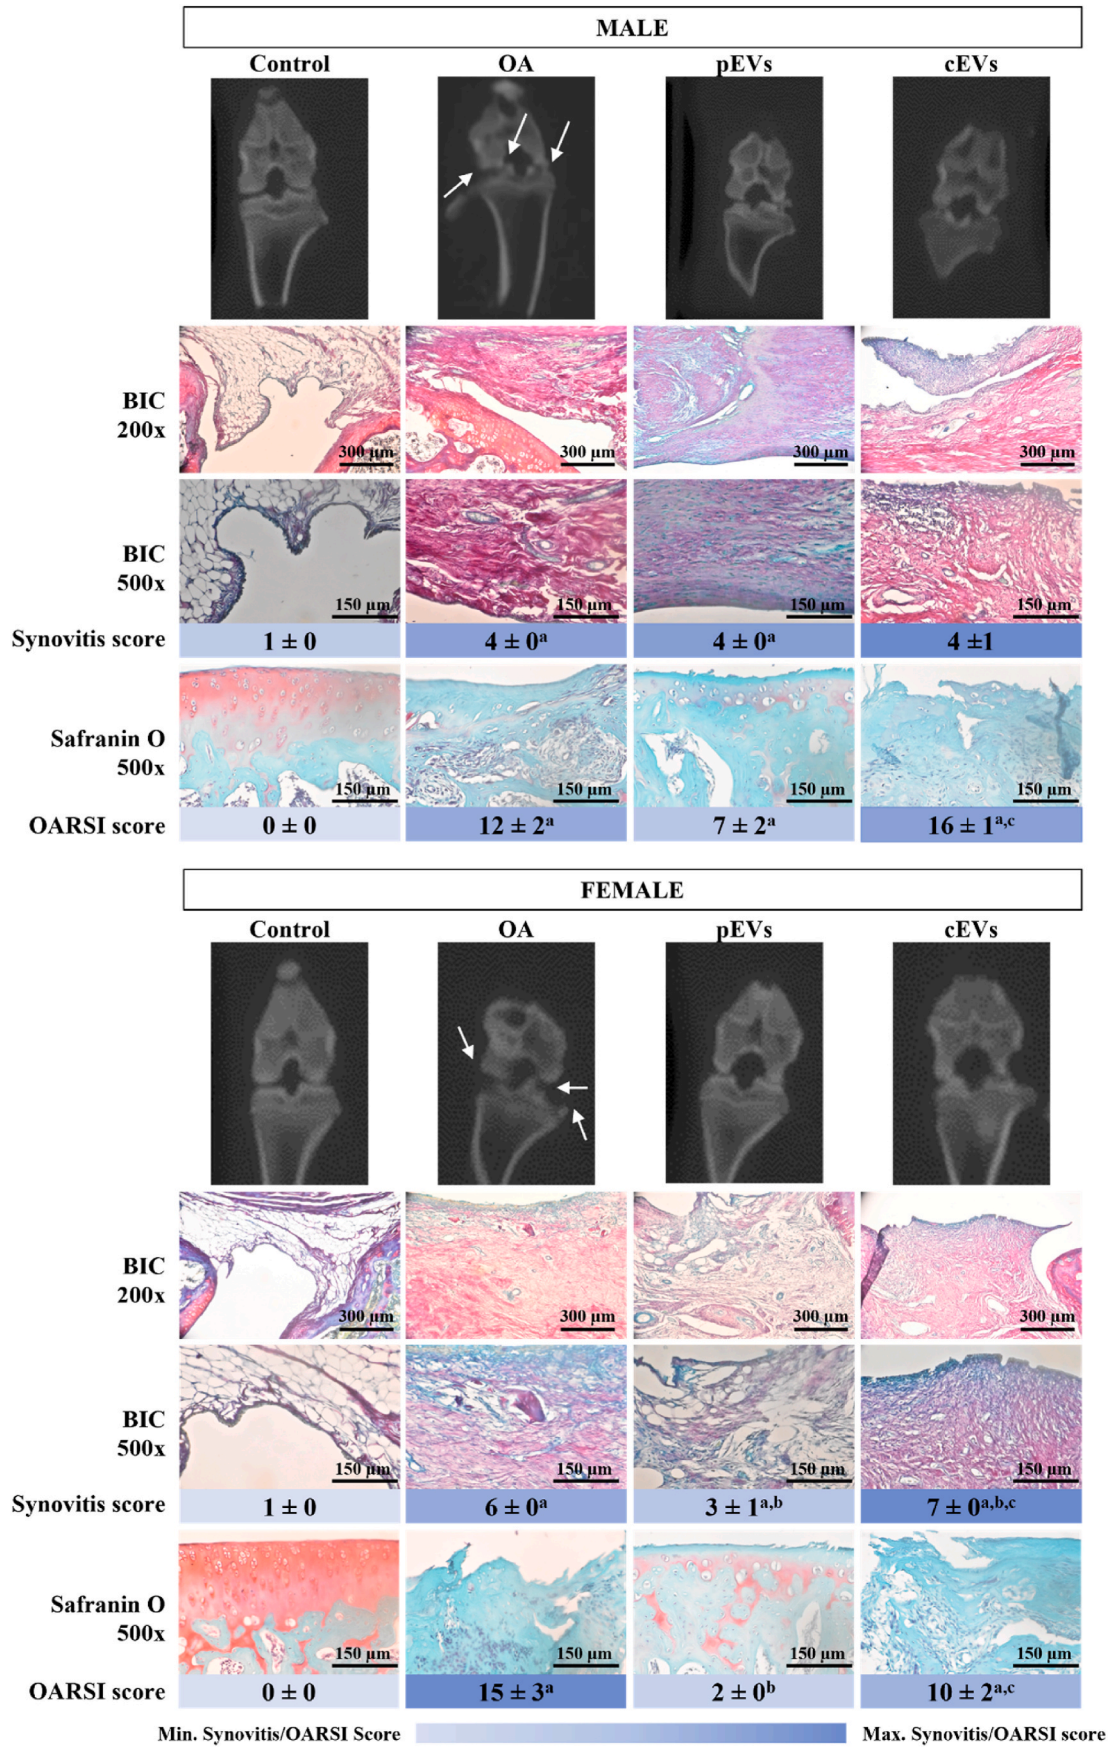 MALE
Control OA pEVs cEVs
BIC
200x
300 µm 300 µm 300 µm 300 µm
BIC
500x
150 µm 150 µm 150 µm 150 µm
Synovitis score 1 ± 0 4 ± 0ᵃ 4 ± 0ᵃ 4 ±1
Safranin O
500x
150 µm 150 µm 150 µm 150 µm
OARSI score 0 ± 0 12 ± 2ᵃ 7 ± 2ᵃ 16 ± 1ᵃ,ᶜ
FEMALE
Control OA pEVs cEVs
BIC
200x
300 µm 300 µm 300 µm 300 µm
BIC
500x
150 µm 150 µm 150 µm 150 µm
Synovitis score 1 ± 0 6 ± 0ᵃ 3 ± 1ᵃ,ᵇ 7 ± 0ᵃ,ᵇ,ᶜ
Safranin O
500x
150 µm 150 µm 150 µm 150 µm
OARSI score 0 ± 0 15 ± 3ᵃ 2 ± 0ᵇ 10 ± 2ᵃ,ᶜ
Min. Synovitis/OARSI Score Max. Synovitis/OARSI score